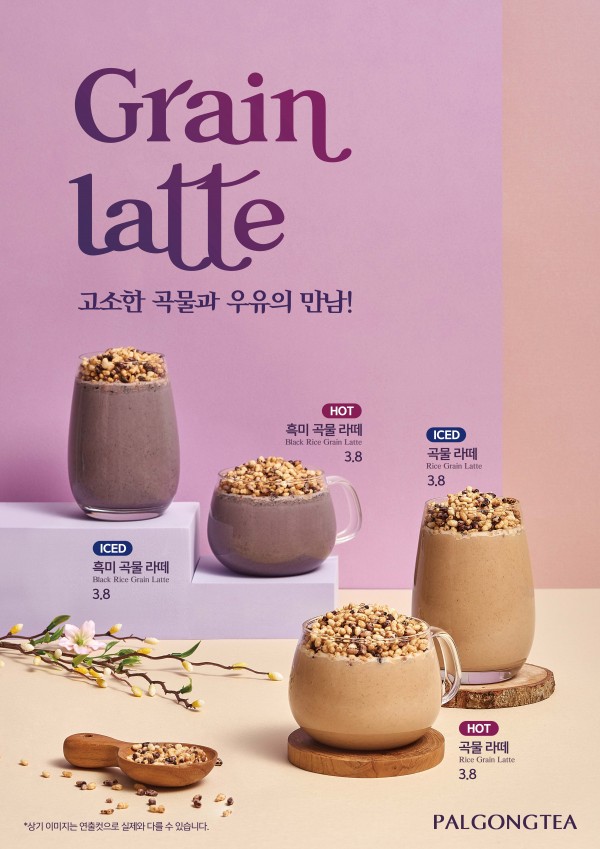 Grain
latte
고소한 곡물과 우유의 만남!
HOT
흑미 곡물 라떼
Black Rice Grain Latte
3.8
ICED
곡물 라떼
Rice Grain Latte
3.8
ICED
흑미 곡물 라떼
Black Rice Grain Latte
3.8
HOT
곡물 라떼
Rice Grain Latte
3.8
*상기 이미지는 연출컷으로 실제와 다를 수 있습니다.
PALGONGTEA